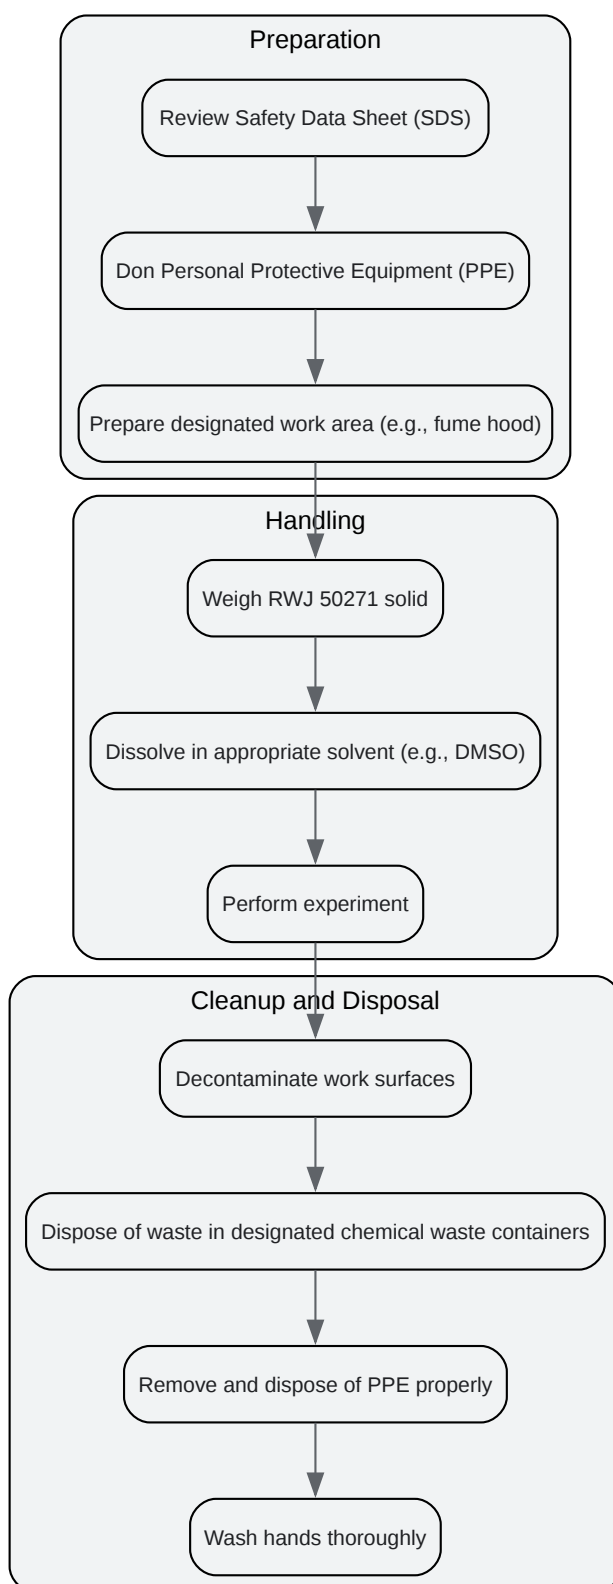 Preparation
Review Safety Data Sheet (SDS)
Don Personal Protective Equipment (PPE)
Prepare designated work area (e.g., fume hood)
Handling
Weigh RWJ 50271 solid
Dissolve in appropriate solvent (e.g., DMSO)
Perform experiment
Cleanup and Disposal
Decontaminate work surfaces
Dispose of waste in designated chemical waste containers
Remove and dispose of PPE properly
Wash hands thoroughly